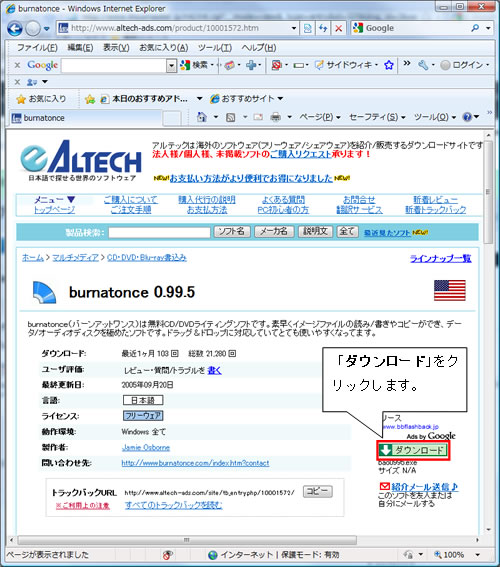 burnatonce - Windows Internet Explorer
http://www.altech-ads.com/product/10001572.htm
Google
ファイル(F) 編集(E) 表示(V) お気に入り(A) ツール(T) ヘルプ(H)
Google 検索 サイドウィキ ログイン
お気に入り 本日のおすすめアド... おすすめサイト
burnatonce ページ(P) セーフティ(S) ツール(O)
ALTECH
日本語で探せる世界のソフトウェア
アルテックは海外のソフトウェア(フリーウェア/シェアウェア)を紹介/販売するダウンロードサイトです
法人様/個人様、未掲載ソフトのご購入リクエスト承ります!
NEW! お支払い方法がより便利でお得になりました NEW!
メニュー ▼ ご購入について 購入代行の説明 よくある質問 お問合せ 新着レビュー
トップページ ご注文手順 お支払方法 PC初心者の方 翻訳サービス 新着トラックバック
製品検索: ソフト名 メーカ名 説明文 全て 最近見たソフト NEW!
ホーム > マルチメディア > CD・DVD・Blu-ray書込み
ラインナップ一覧
burnatonce 0.99.5
burnatonce(バーンアットワンス)は無料CD/DVDライティングソフトです。素早くイメージファイルの読み/書きやコピーができ、データ/オーディオディスクを極めたソフトです。ドラッグ&ドロップに対応していてとても使いやすくなってます。
ダウンロード: 最近1ヶ月 103 回 総数 21,280 回
ユーザ評価: レビュー・質問/トラブルを 書く
最終更新日: 2005年09月20日
言語: 日本語
ライセンス: フリーウェア
動作環境: Windows 全て
製作者: Jamie Osborne
問い合わせ先: http://www.burnatonce.com/index.htm?contact
「ダウンロード」をクリックします。
リース
www.bbflashback.jp
Ads by Google
ダウンロード
bao0995.exe
サイズ N/A
紹介メール送信♪
このソフトを友人または
自分にメールする
トラックバックURL http://www.altech-ads.com/site/tb_entry.php/10001572/ コピー
※ご利用上の注意 すべてのトラックバックを読む
ページが表示されました インターネット | 保護モード: 有効 100%